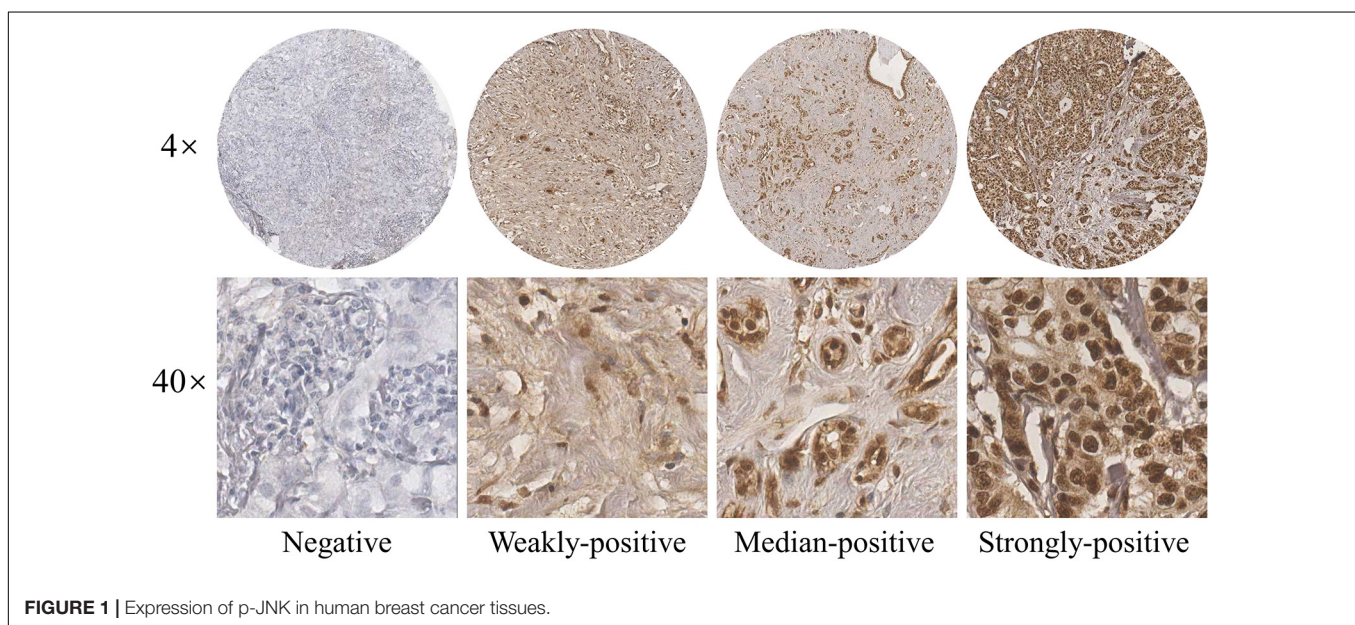 4×
40×
Negative Weakly-positive Median-positive Strongly-positive
FIGURE 1 | Expression of p-JNK in human breast cancer tissues.